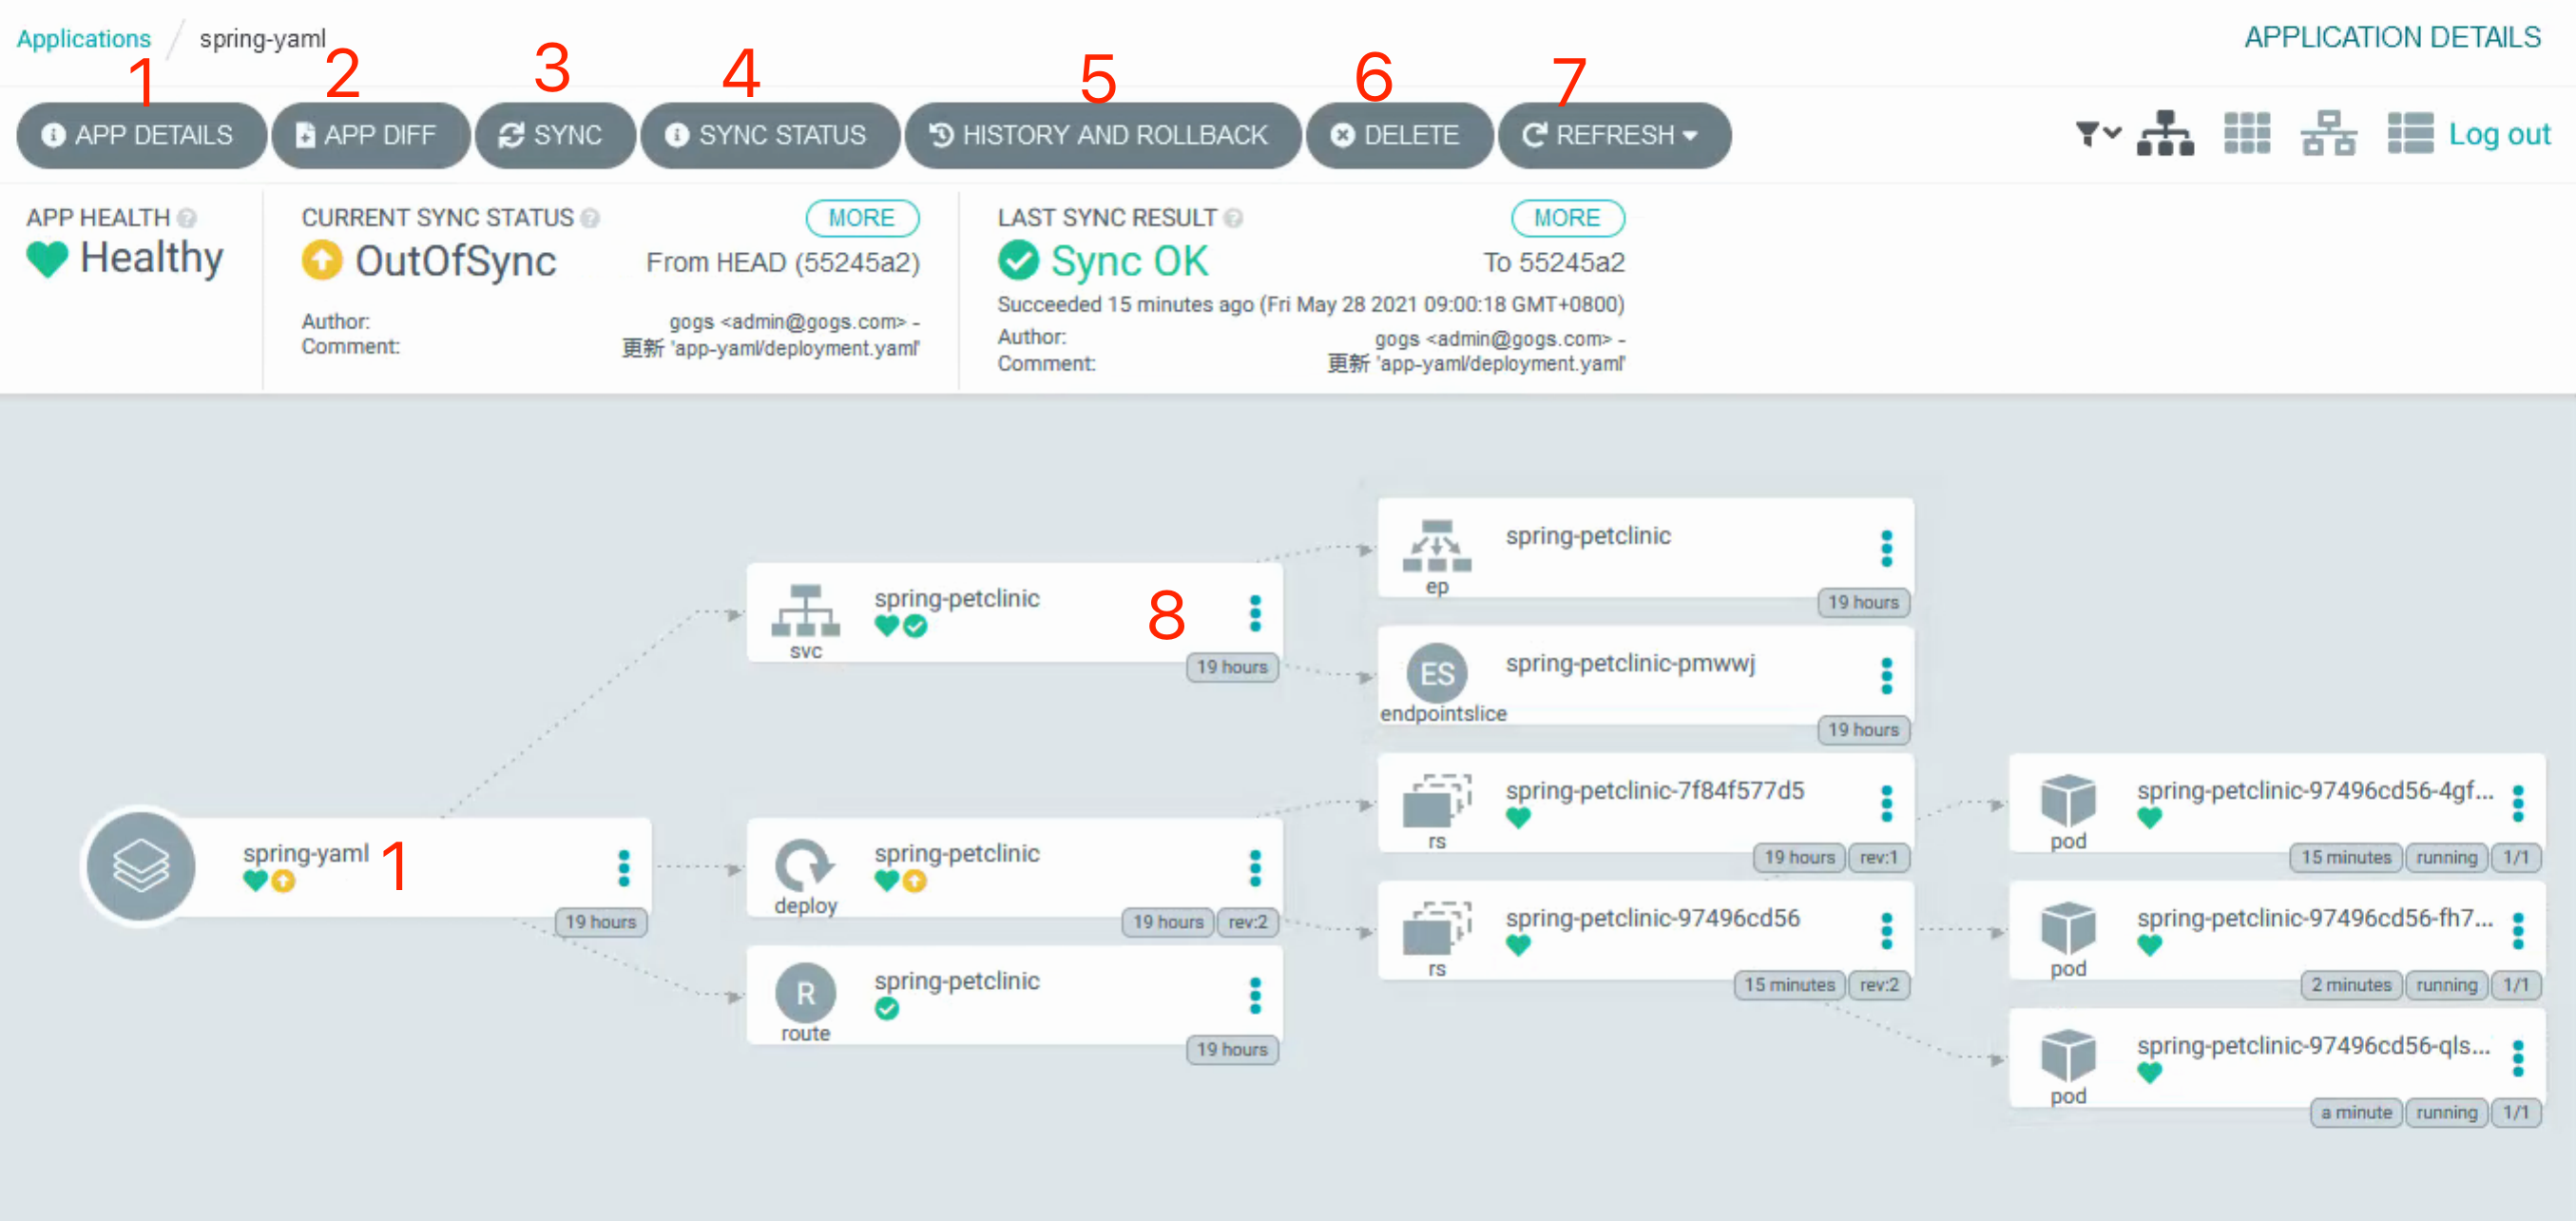 Applications / spring-yaml
APPLICATION DETAILS
1 2 3 4 5 6 7
APP DETAILS
APP DIFF
SYNC
SYNC STATUS
HISTORY AND ROLLBACK
DELETE
REFRESH
Log out
APP HEALTH
Healthy
CURRENT SYNC STATUS
MORE
OutOfSync
From HEAD (55245a2)
Author: gogs <admin@gogs.com> -
Comment: 更新 'app-yaml/deployment.yaml'
LAST SYNC RESULT
MORE
Sync OK
To 55245a2
Succeeded 15 minutes ago (Fri May 28 2021 09:00:18 GMT+0800)
Author: gogs <admin@gogs.com> -
Comment: 更新 'app-yaml/deployment.yaml'
spring-yaml
1
19 hours
svc
spring-petclinic
8
19 hours
deploy
spring-petclinic
19 hours rev:2
R
route
spring-petclinic
19 hours
ep
spring-petclinic
19 hours
ES
endpointslice
spring-petclinic-pmwwj
19 hours
rs
spring-petclinic-7f84f577d5
19 hours rev:1
rs
spring-petclinic-97496cd56
15 minutes rev:2
pod
spring-petclinic-97496cd56-4gf...
15 minutes running 1/1
pod
spring-petclinic-97496cd56-fh7...
2 minutes running 1/1
pod
spring-petclinic-97496cd56-qls...
a minute running 1/1